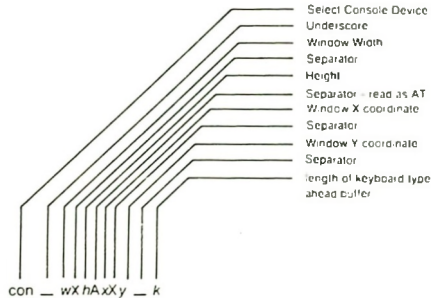 Select Console Device
Underscore
Window Width
Separator
Height
Separator - read as AT
Window X coordinate
Separator
Window Y coordinate
Separator
length of keyboard type
ahead buffer
con _ wXhAxXy _ k